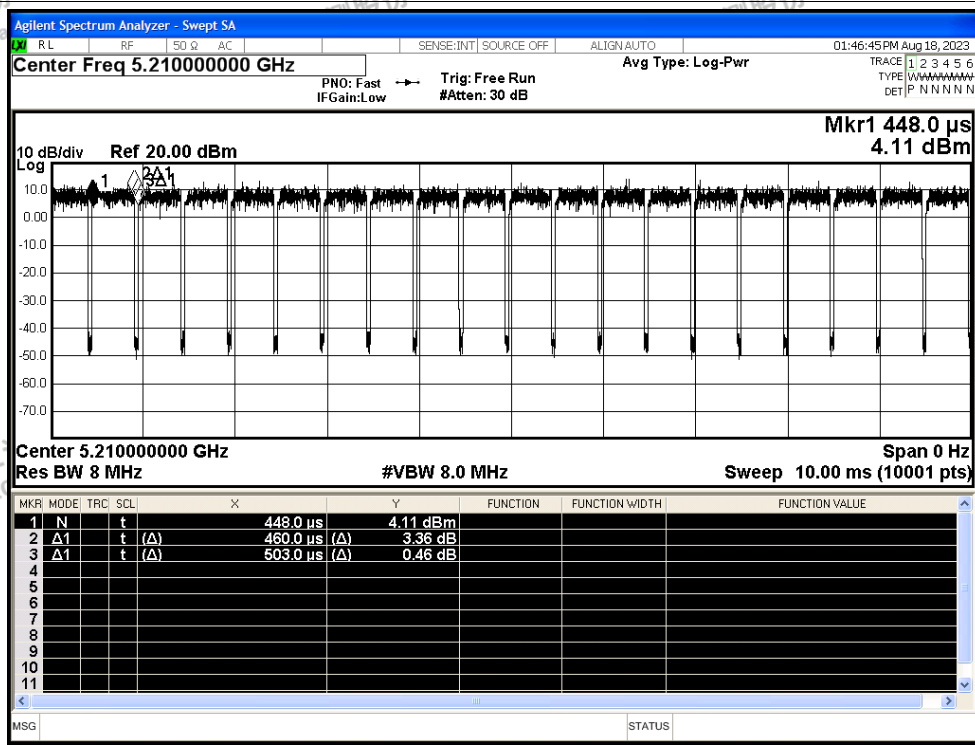 Agilent Spectrum Analyzer - Swept SA
LXI RL RF 50 Ω AC SENSE:INT SOURCE OFF ALIGN AUTO 01:46:45 PM Aug 18, 2023
Center Freq 5.210000000 GHz Avg Type: Log-Pwr TRACE 1 2 3 4 5 6
PNO: Fast Trig: Free Run TYPE W
IFGain:Low #Atten: 30 dB DET P N N N N N
Mkr1 448.0 µs
10 dB/div Ref 20.00 dBm 4.11 dBm
Log
1 2Δ1
3Δ1
10.0
0.00
-10.0
-20.0
-30.0
-40.0
-50.0
-60.0
-70.0
Center 5.210000000 GHz Span 0 Hz
Res BW 8 MHz #VBW 8.0 MHz Sweep 10.00 ms (10001 pts)
MKR MODE TRC SCL X Y FUNCTION FUNCTION WIDTH FUNCTION VALUE
1 N t 448.0 µs 4.11 dBm
2 Δ1 t (Δ) 460.0 µs (Δ) 3.36 dB
3 Δ1 t (Δ) 503.0 µs (Δ) 0.46 dB
4
5
6
7
8
9
10
11
MSG STATUS